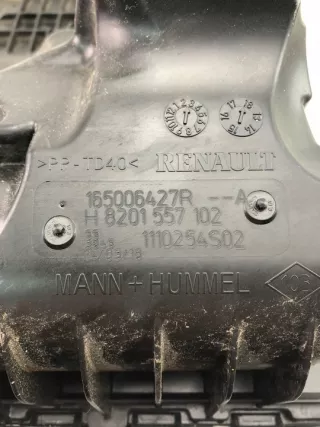 >PP-TD40< RENAULT
165006427R --A
H 8201 557 102
1110254S02
MANN+HUMMEL